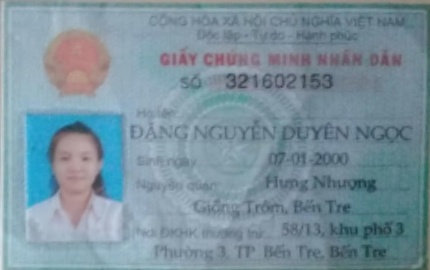 CỘNG HÒA XÃ HỘI CHỦ NGHĨA VIỆT NAM
Độc lập - Tự do - Hạnh phúc
GIẤY CHỨNG MINH NHÂN DÂN
SỐ 321602153
Họ tên
ĐẶNG NGUYỄN DUYÊN NGỌC
Sinh ngày 07-01-2000
Nguyên quán Hưng Nhượng
Giồng Trôm, Bến Tre
Nơi ĐKHK thường trú 58/13, khu phố 3
Phường 3, TP Bến Tre, Bến Tre